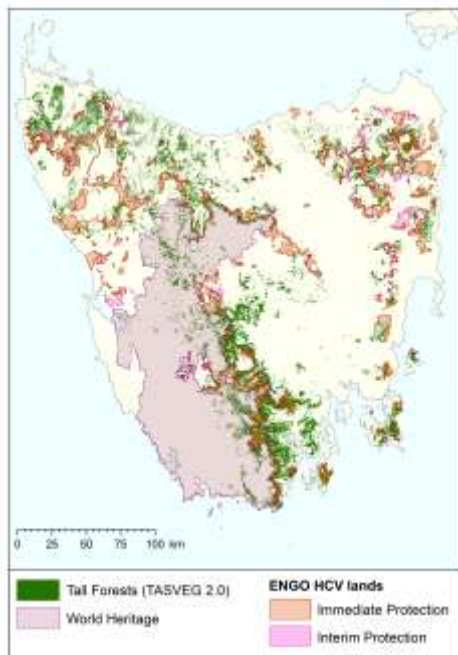 0 25 50 75 100 km
Tall Forests (TASVEG 2.0)
World Heritage
ENGO HCV lands
Immediate Protection
Interim Protection